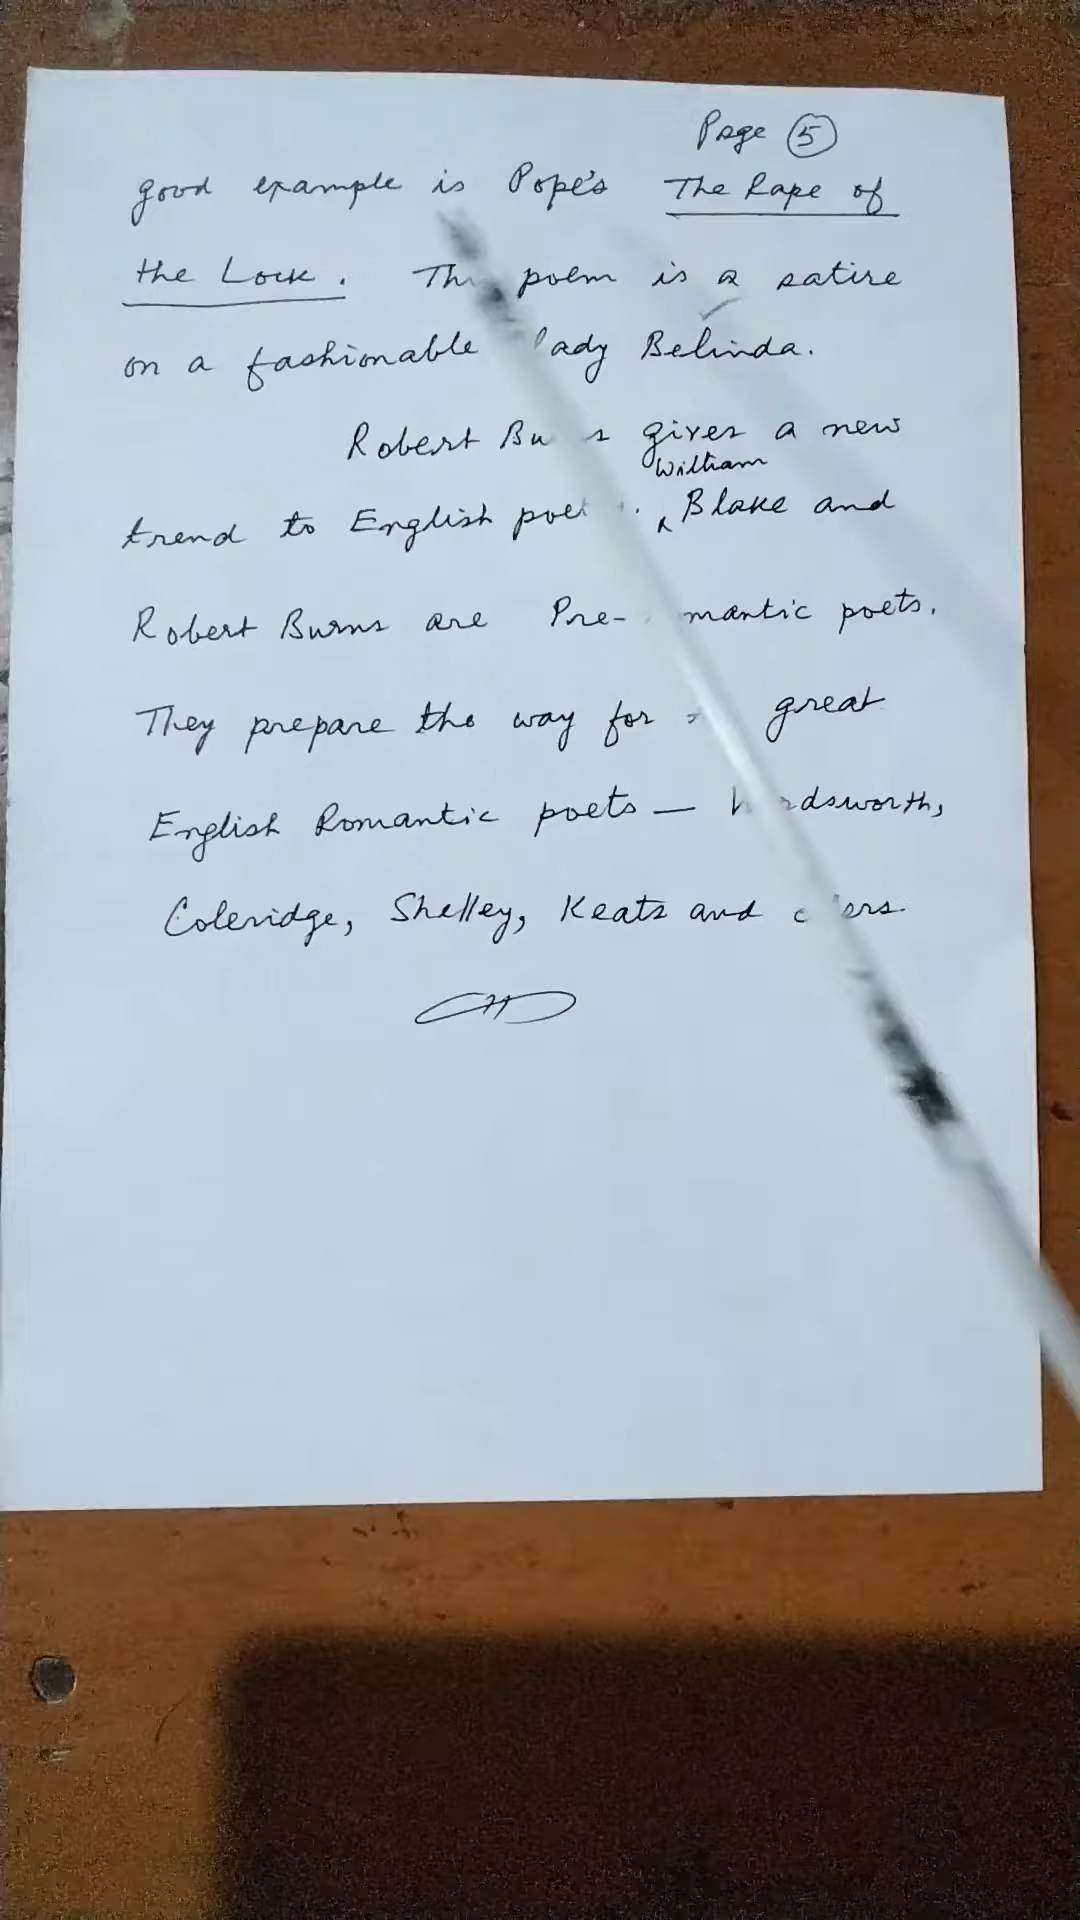 Page 5
good example is Pope's The Rape of
the Lock. The poem is a satire
on a fashionable lady Belinda.
Robert Burns gives a new
William
trend to English poetry. Blake and
Robert Burns are Pre-Romantic poets.
They prepare the way for great
English Romantic poets — Wordsworth,
Coleridge, Shelley, Keats and others.